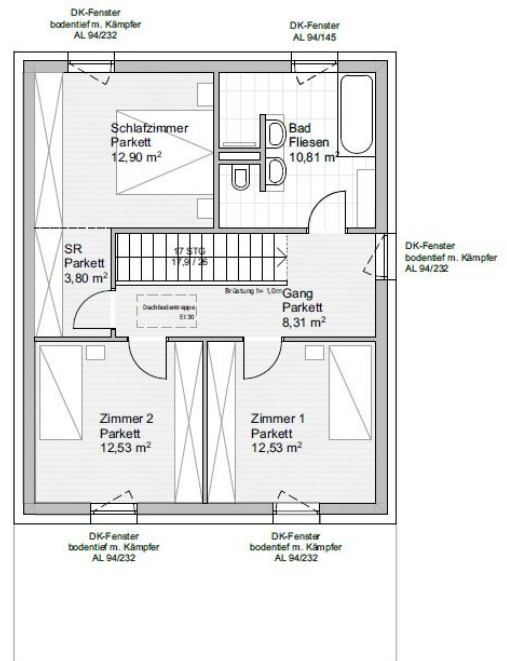 DK-Fenster
bodentief m. Kämpfer
AL 94/232
DK-Fenster
AL 94/145
Schlafzimmer
Parkett
12,90 m²
Bad
Fliesen
10,81 m²
SR
Parkett
3,80 m²
17 STG
17,9 / 25
DK-Fenster
bodentief m. Kämpfer
AL 94/232
Brüstung h= 1,0m
Gang
Parkett
8,31 m²
Dachbodentreppe
EI 30
Zimmer 2
Parkett
12,53 m²
Zimmer 1
Parkett
12,53 m²
DK-Fenster
bodentief m. Kämpfer
AL 94/232
DK-Fenster
bodentief m. Kämpfer
AL 94/232